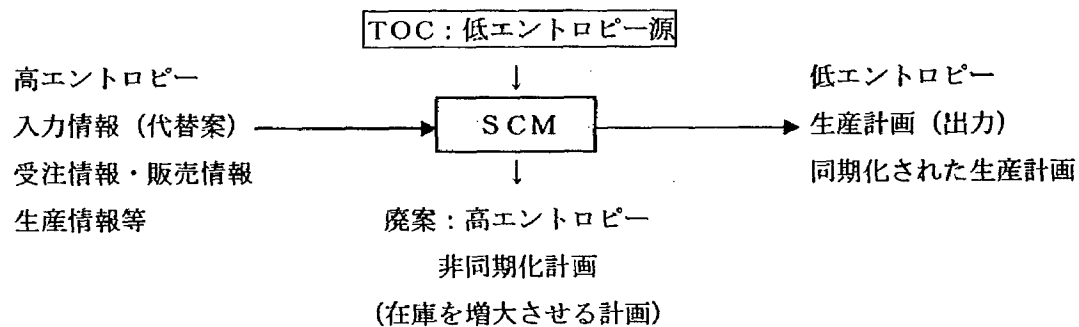 TOC：低エントロピー源
↓
高エントロピー
入力情報（代替案）
受注情報・販売情報
生産情報等
SCM
低エントロピー
生産計画（出力）
同期化された生産計画
↓
廃案：高エントロピー
非同期化計画
(在庫を増大させる計画)